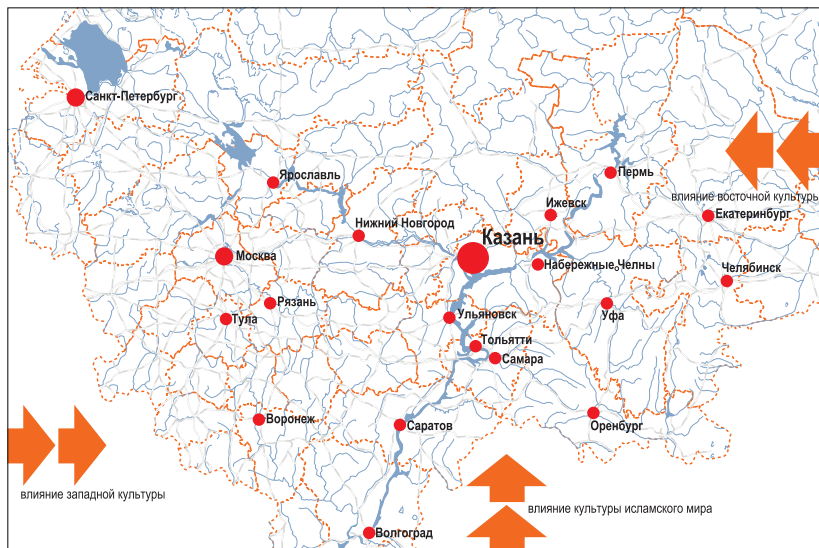 Санкт-Петербург
Ярославль
Пермь
влияние восточной культуры
Ижевск
Екатеринбург
Нижний Новгород
Казань
Москва
Набережные Челны
Челябинск
Рязань
Тула
Ульяновск
Уфа
Тольятти
Самара
Воронеж
Саратов
Оренбург
влияние западной культуры
влияние культуры исламского мира
Волгоград